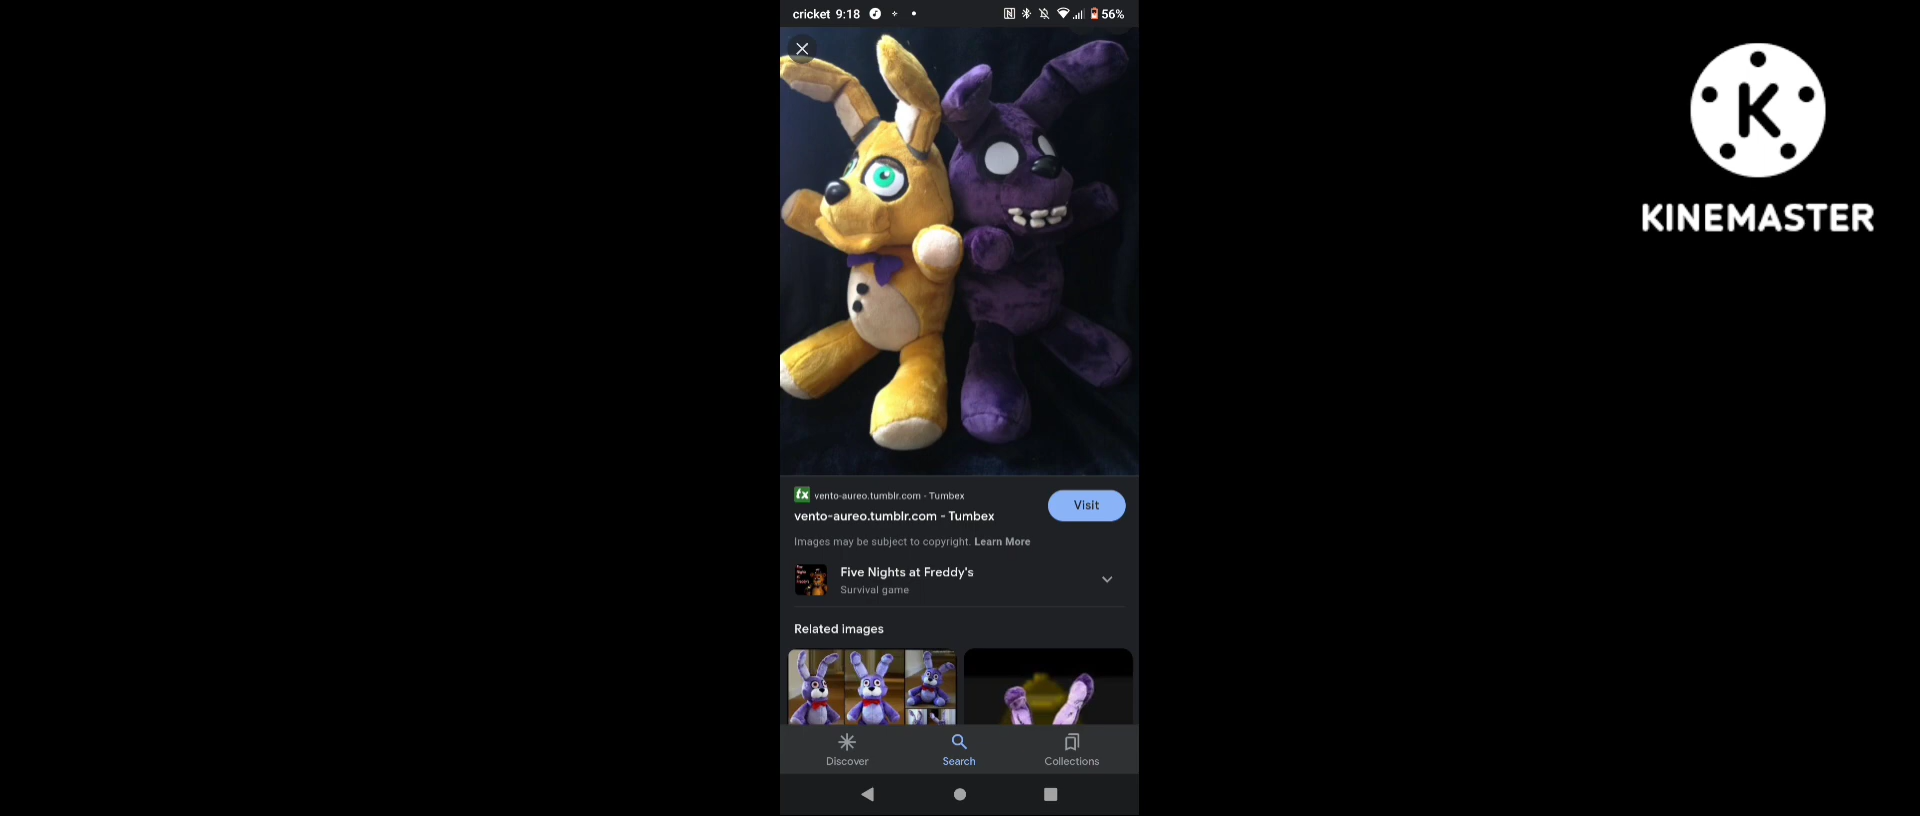 cricket 9:18
56%
K
KINEMASTER
tx vento-aureo.tumblr.com - Tumbex
vento-aureo.tumblr.com - Tumbex
Visit
Images may be subject to copyright. Learn More
Five Nights at Freddy's
Survival game
Related images
Discover
Search
Collections